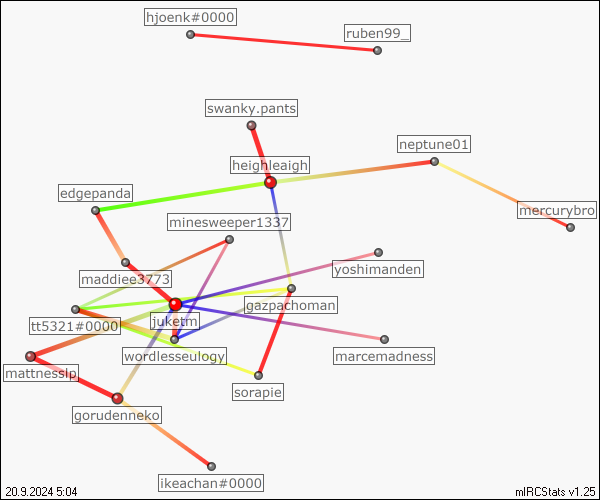 hjoenk#0000
ruben99_
swanky.pants
neptune01
heighleaigh
edgepanda
mercurybro
minesweeper1337
yoshimanden
maddiee3773
gazpachoman
juketm
tt5321#0000
wordlesseulogy
marcemadness
mattnessip
sorapie
gorudenneko
ikeachan#0000
20.9.2024 5:04
mIRCStats v1.25